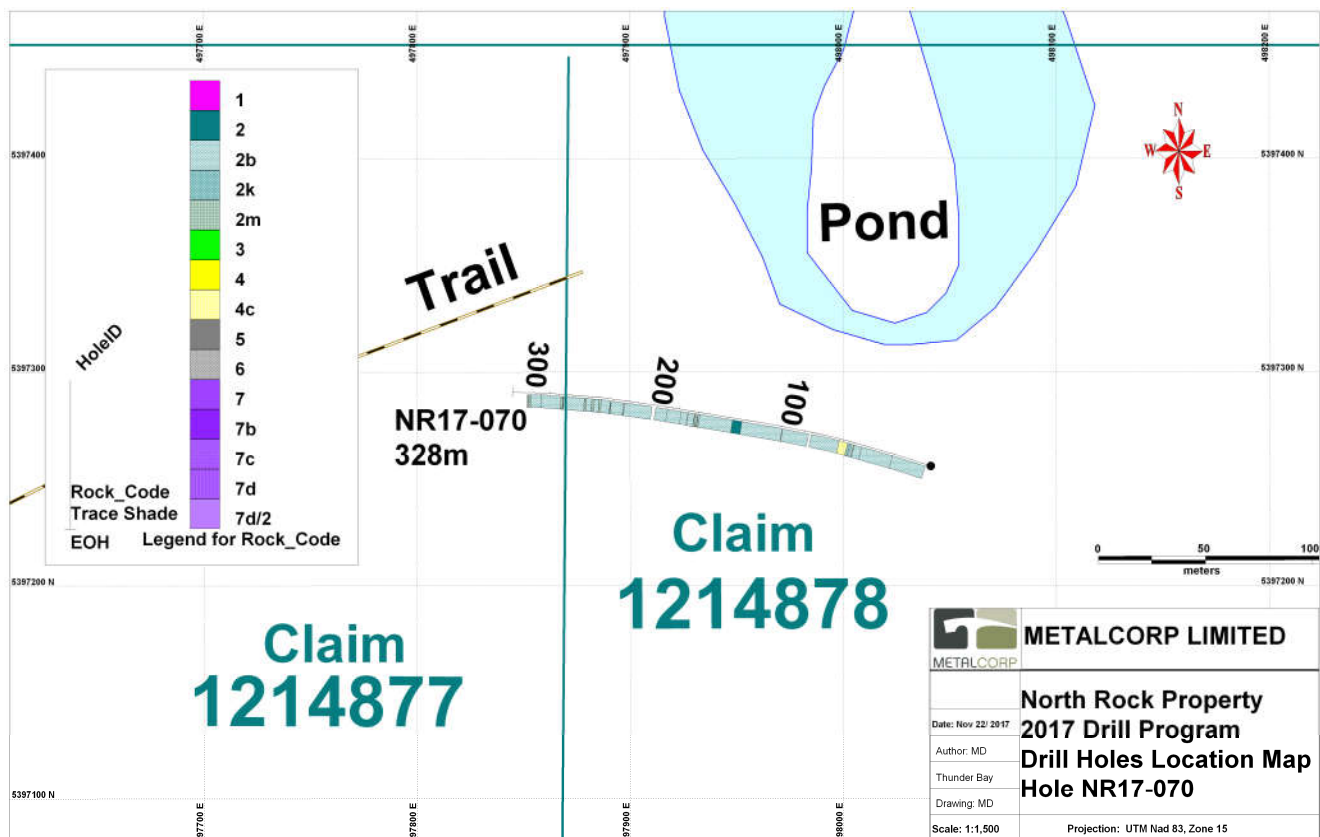 497700 E
497800 E
497900 E
498000 E
498100 E
498200 E
1
2
2b
2k
2m
3
4
4c
5
6
7
7b
7c
7d
7d/2
HoleID
Rock_Code
Trace Shade
EOH
Legend for Rock_Code
5397400
5397400 N
N
W E
S
Pond
Trail
5397300
5397300 N
300
200
100
NR17-070
328m
5397200 N
5397200 N
0 50 100
meters
Claim
1214878
Claim
1214877
METALCORP
METALCORP LIMITED
North Rock Property
2017 Drill Program
Drill Holes Location Map
Hole NR17-070
Date: Nov 22/ 2017
Author: MD
Thunder Bay
Drawing: MD
Scale: 1:1,500
Projection: UTM Nad 83, Zone 15
5397100 N
497700 E
497800 E
497900 E
498000 E